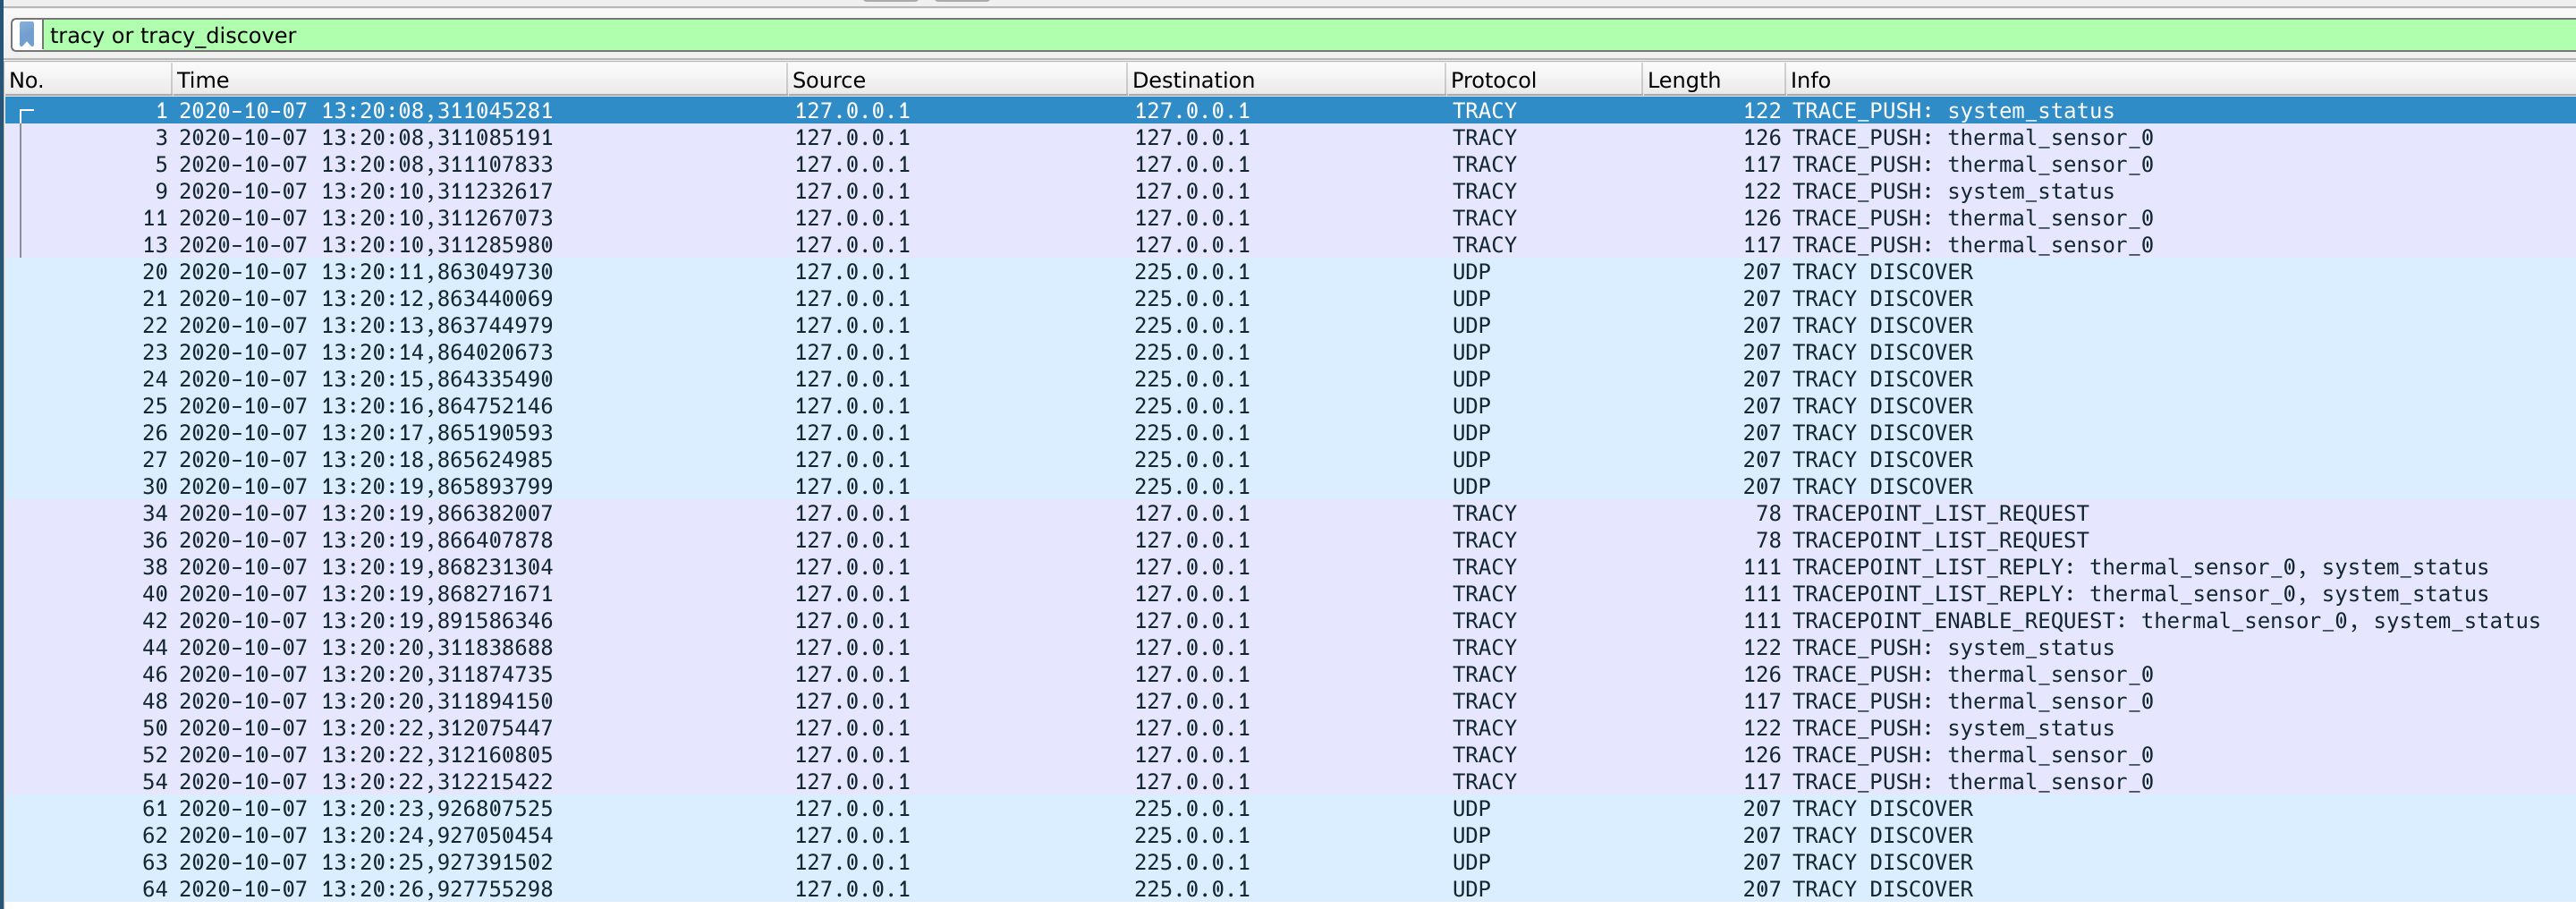 tracy or tracy_discover
No. Time Source Destination Protocol Length Info
1 2020-10-07 13:20:08,311045281 127.0.0.1 127.0.0.1 TRACY 122 TRACE_PUSH: system_status
3 2020-10-07 13:20:08,311085191 127.0.0.1 127.0.0.1 TRACY 126 TRACE_PUSH: thermal_sensor_0
5 2020-10-07 13:20:08,311107833 127.0.0.1 127.0.0.1 TRACY 117 TRACE_PUSH: thermal_sensor_0
9 2020-10-07 13:20:10,311232617 127.0.0.1 127.0.0.1 TRACY 122 TRACE_PUSH: system_status
11 2020-10-07 13:20:10,311267073 127.0.0.1 127.0.0.1 TRACY 126 TRACE_PUSH: thermal_sensor_0
13 2020-10-07 13:20:10,311285980 127.0.0.1 127.0.0.1 TRACY 117 TRACE_PUSH: thermal_sensor_0
20 2020-10-07 13:20:11,863049730 127.0.0.1 225.0.0.1 UDP 207 TRACY DISCOVER
21 2020-10-07 13:20:12,863440069 127.0.0.1 225.0.0.1 UDP 207 TRACY DISCOVER
22 2020-10-07 13:20:13,863744979 127.0.0.1 225.0.0.1 UDP 207 TRACY DISCOVER
23 2020-10-07 13:20:14,864020673 127.0.0.1 225.0.0.1 UDP 207 TRACY DISCOVER
24 2020-10-07 13:20:15,864335490 127.0.0.1 225.0.0.1 UDP 207 TRACY DISCOVER
25 2020-10-07 13:20:16,864752146 127.0.0.1 225.0.0.1 UDP 207 TRACY DISCOVER
26 2020-10-07 13:20:17,865190593 127.0.0.1 225.0.0.1 UDP 207 TRACY DISCOVER
27 2020-10-07 13:20:18,865624985 127.0.0.1 225.0.0.1 UDP 207 TRACY DISCOVER
30 2020-10-07 13:20:19,865893799 127.0.0.1 225.0.0.1 UDP 207 TRACY DISCOVER
34 2020-10-07 13:20:19,866382007 127.0.0.1 127.0.0.1 TRACY 78 TRACEPOINT_LIST_REQUEST
36 2020-10-07 13:20:19,866407878 127.0.0.1 127.0.0.1 TRACY 78 TRACEPOINT_LIST_REQUEST
38 2020-10-07 13:20:19,868231304 127.0.0.1 127.0.0.1 TRACY 111 TRACEPOINT_LIST_REPLY: thermal_sensor_0, system_status
40 2020-10-07 13:20:19,868271671 127.0.0.1 127.0.0.1 TRACY 111 TRACEPOINT_LIST_REPLY: thermal_sensor_0, system_status
42 2020-10-07 13:20:19,891586346 127.0.0.1 127.0.0.1 TRACY 111 TRACEPOINT_ENABLE_REQUEST: thermal_sensor_0, system_status
44 2020-10-07 13:20:20,311838688 127.0.0.1 127.0.0.1 TRACY 122 TRACE_PUSH: system_status
46 2020-10-07 13:20:20,311874735 127.0.0.1 127.0.0.1 TRACY 126 TRACE_PUSH: thermal_sensor_0
48 2020-10-07 13:20:20,311894150 127.0.0.1 127.0.0.1 TRACY 117 TRACE_PUSH: thermal_sensor_0
50 2020-10-07 13:20:22,312075447 127.0.0.1 127.0.0.1 TRACY 122 TRACE_PUSH: system_status
52 2020-10-07 13:20:22,312160805 127.0.0.1 127.0.0.1 TRACY 126 TRACE_PUSH: thermal_sensor_0
54 2020-10-07 13:20:22,312215422 127.0.0.1 127.0.0.1 TRACY 117 TRACE_PUSH: thermal_sensor_0
61 2020-10-07 13:20:23,926807525 127.0.0.1 225.0.0.1 UDP 207 TRACY DISCOVER
62 2020-10-07 13:20:24,927050454 127.0.0.1 225.0.0.1 UDP 207 TRACY DISCOVER
63 2020-10-07 13:20:25,927391502 127.0.0.1 225.0.0.1 UDP 207 TRACY DISCOVER
64 2020-10-07 13:20:26,927755298 127.0.0.1 225.0.0.1 UDP 207 TRACY DISCOVER